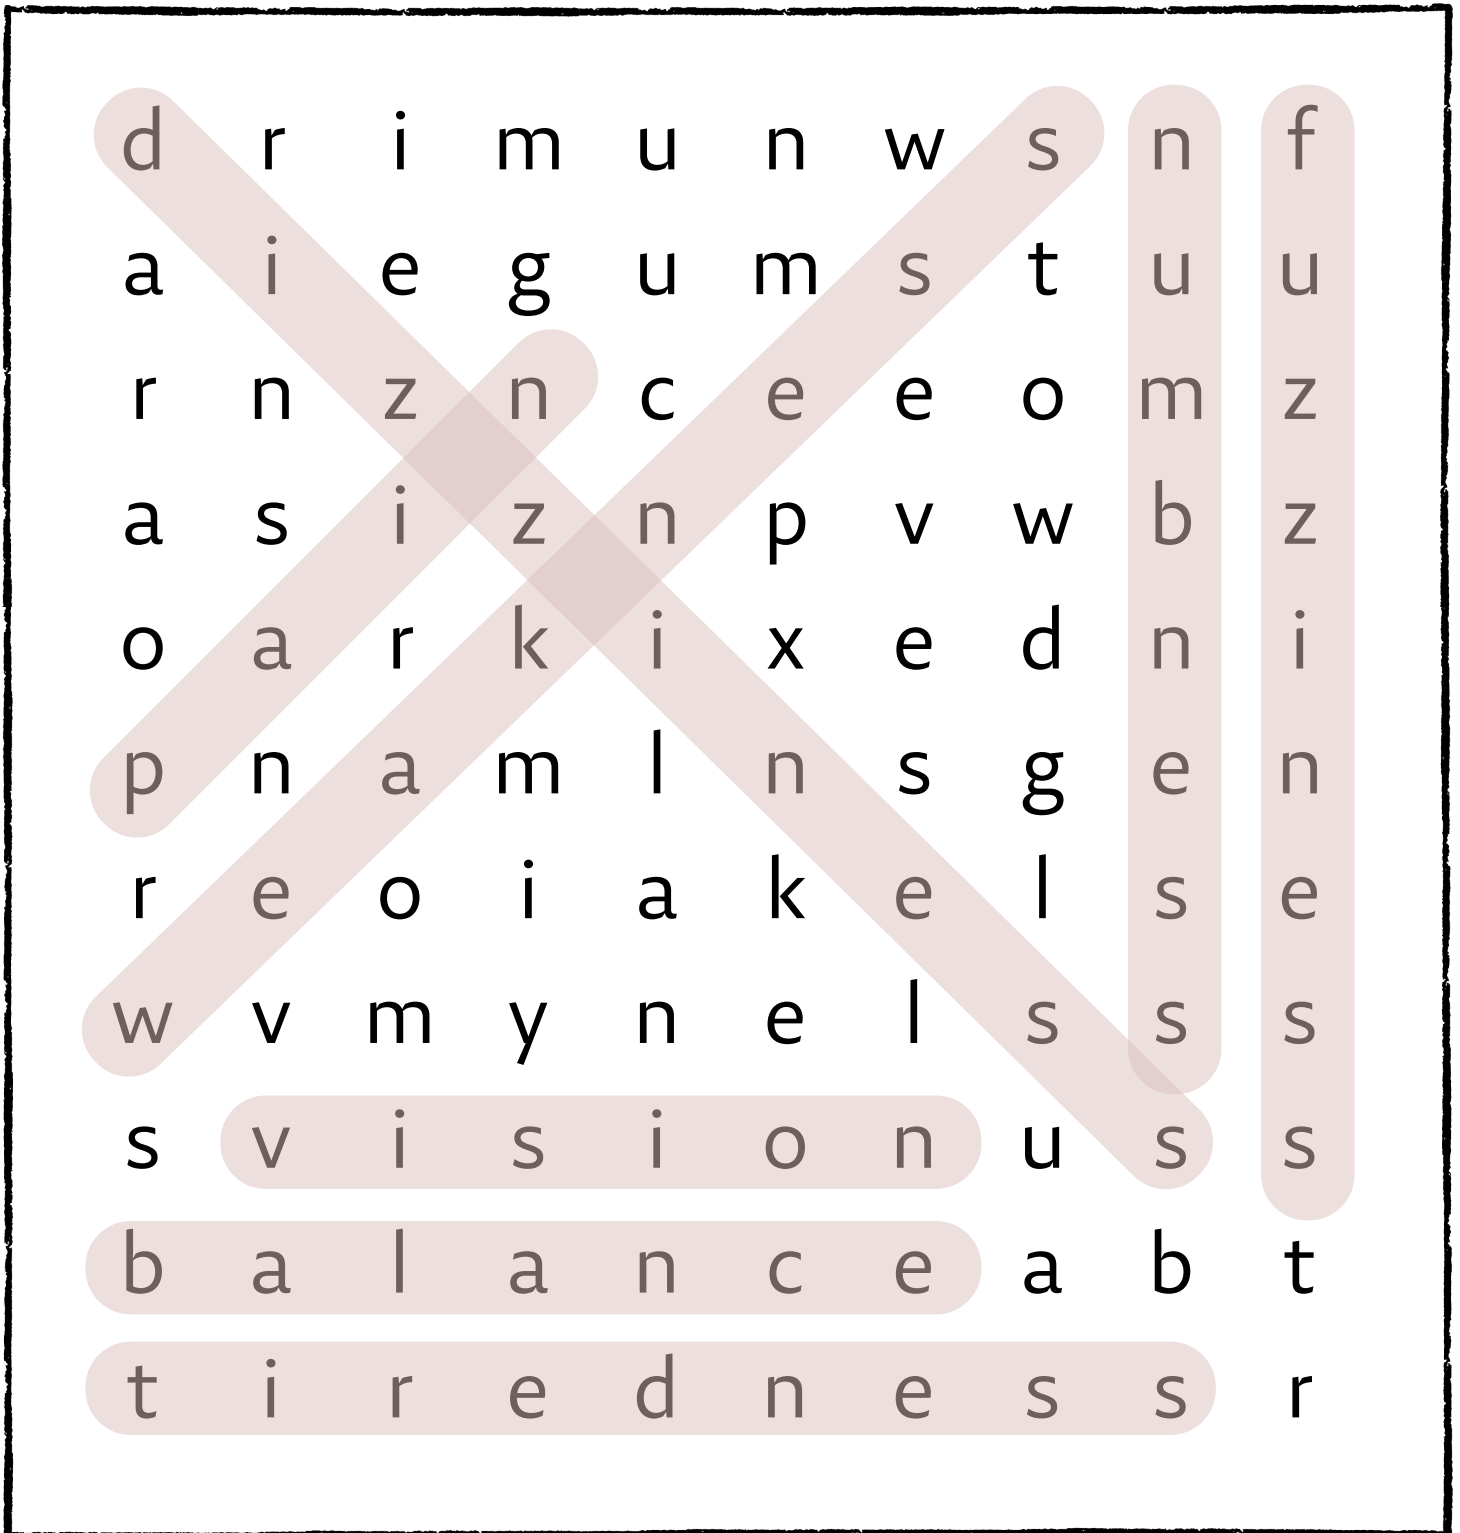 d r i m u n w s n f
a i e g u m s t u u
r n z n c e e o m z
a s i z n p v w b z
o a r k i x e d n i
p n a m l n s g e n
r e o i a k e l s e
w v m y n e l s s s
s v i s i o n u s s
b a l a n c e a b t
t i r e d n e s s r